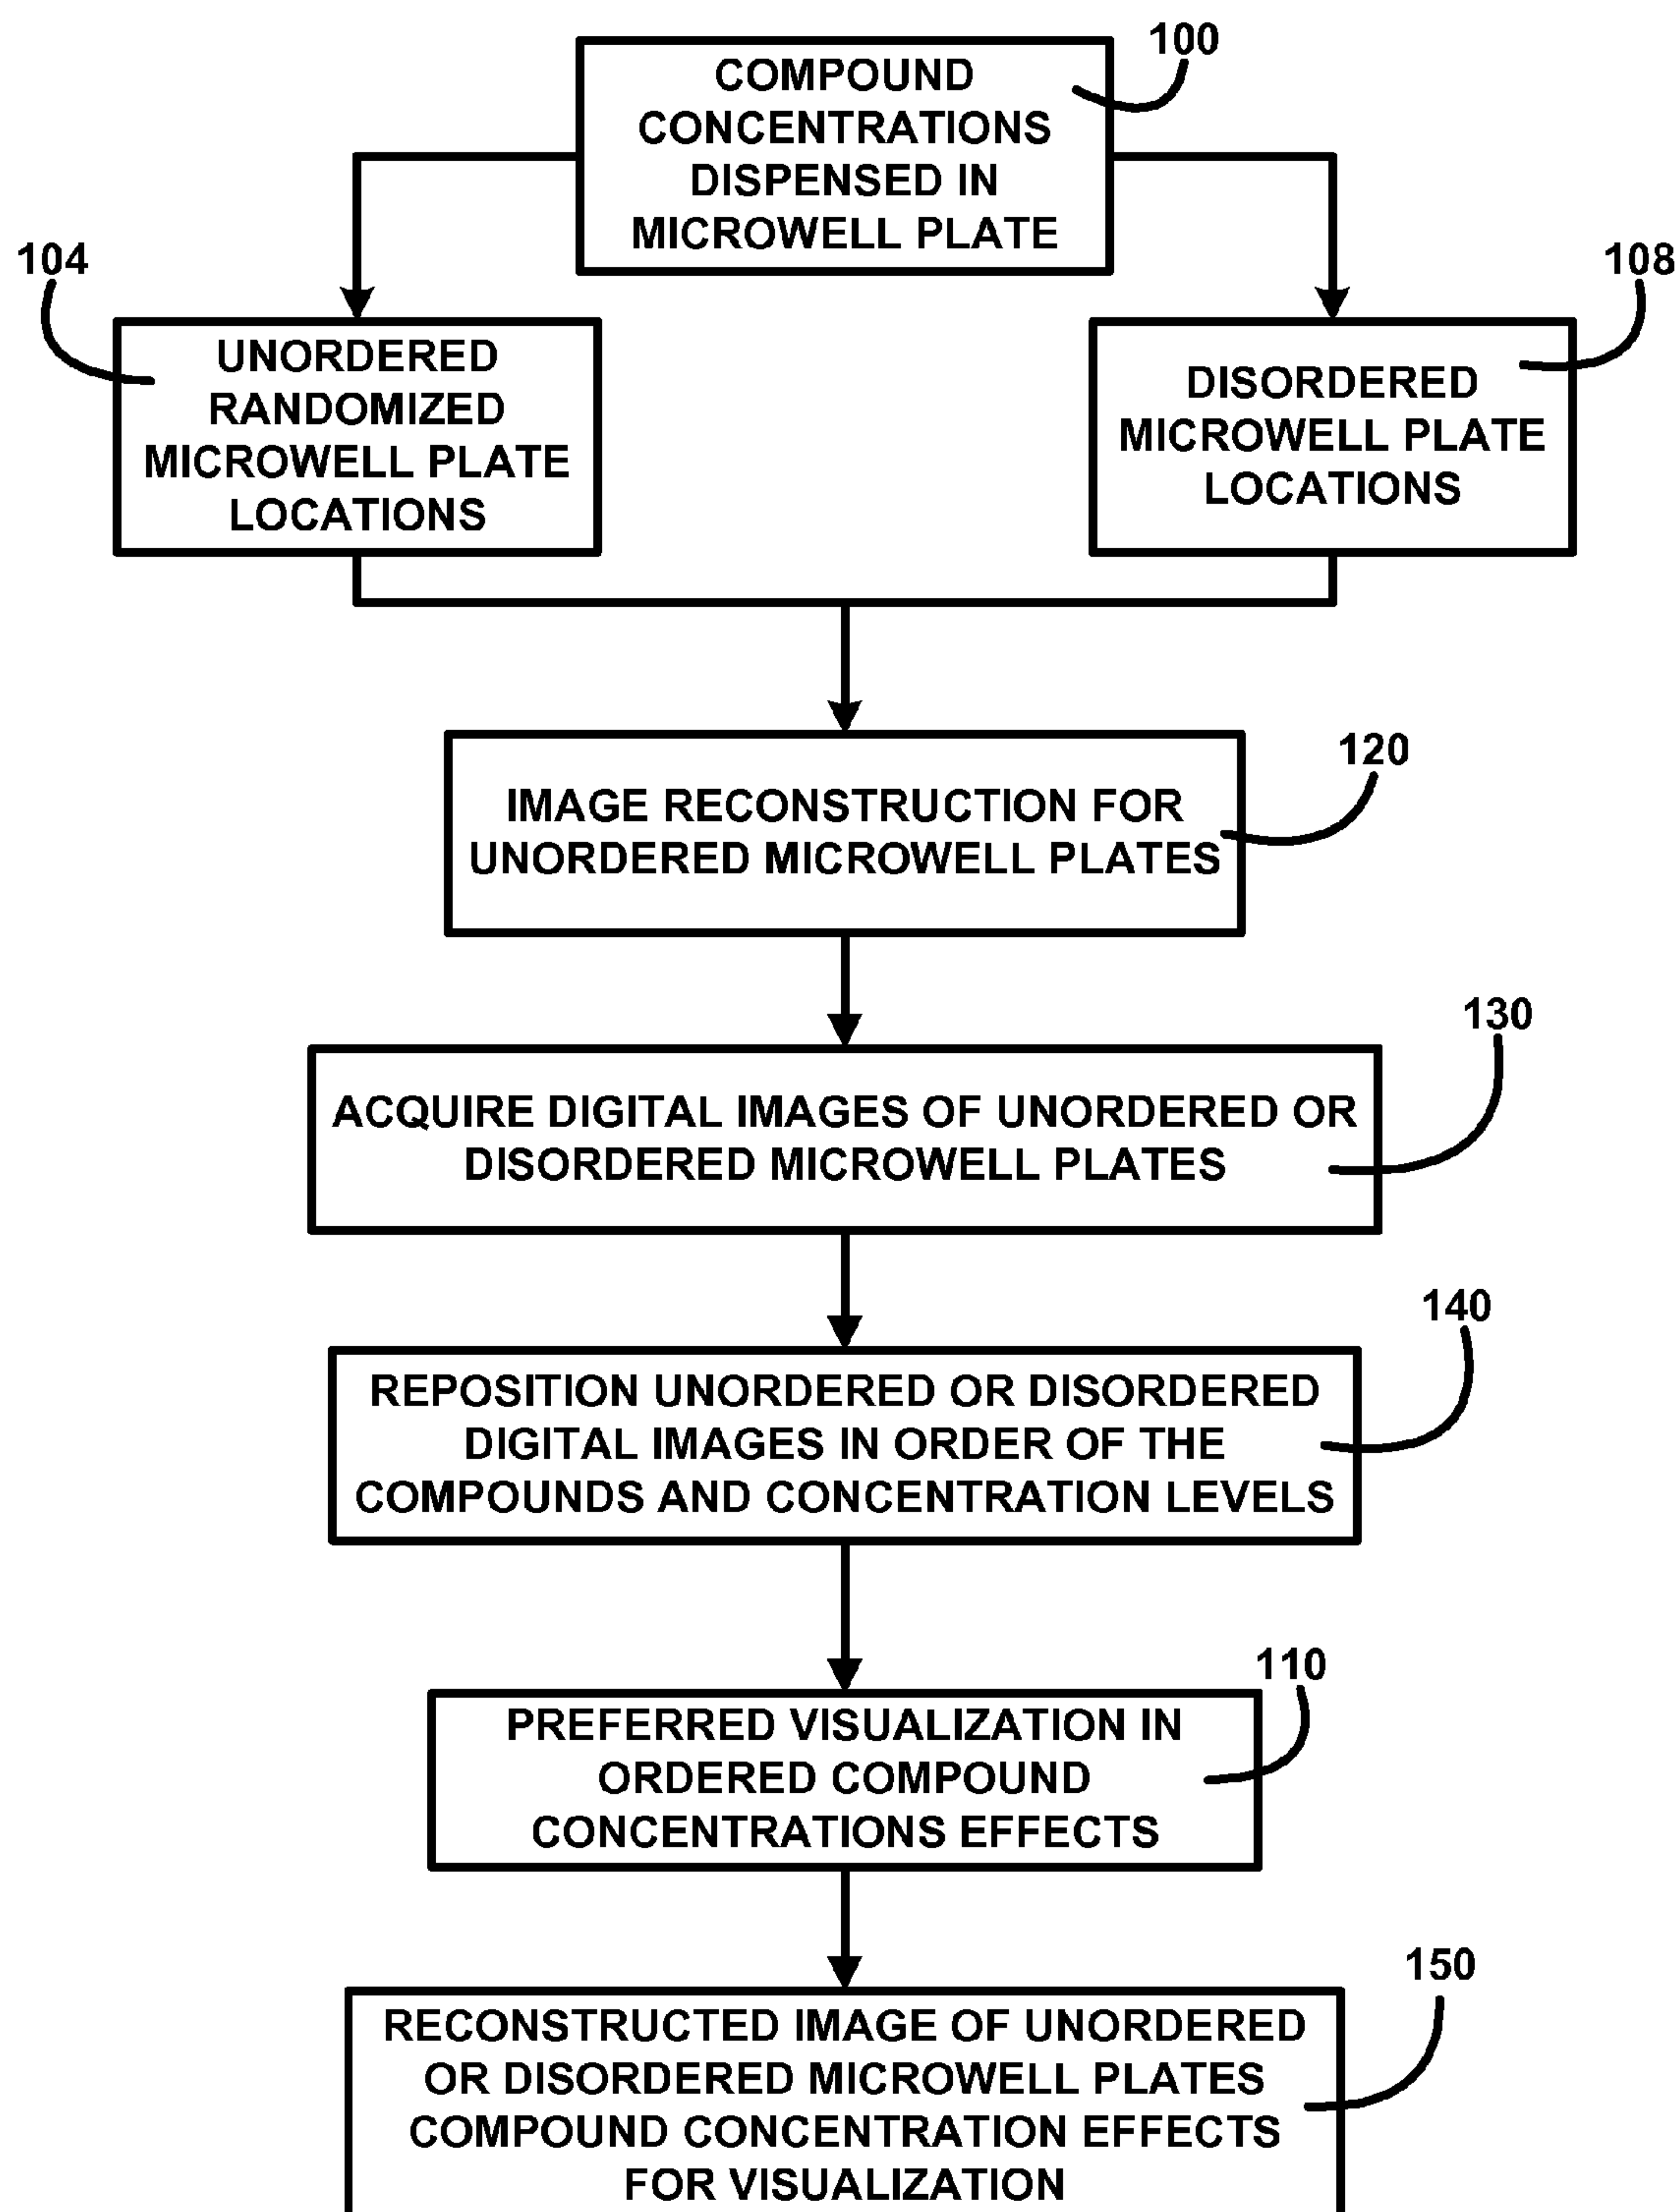 100
COMPOUND
CONCENTRATIONS
DISPENSED IN
MICROWELL PLATE
104
UNORDERED
RANDOMIZED
MICROWELL PLATE
LOCATIONS
108
DISORDERED
MICROWELL PLATE
LOCATIONS
120
IMAGE RECONSTRUCTION FOR
UNORDERED MICROWELL PLATES
130
ACQUIRE DIGITAL IMAGES OF UNORDERED OR
DISORDERED MICROWELL PLATES
140
REPOSITION UNORDERED OR DISORDERED
DIGITAL IMAGES IN ORDER OF THE
COMPOUNDS AND CONCENTRATION LEVELS
110
PREFERRED VISUALIZATION IN
ORDERED COMPOUND
CONCENTRATIONS EFFECTS
150
RECONSTRUCTED IMAGE OF UNORDERED
OR DISORDERED MICROWELL PLATES
COMPOUND CONCENTRATION EFFECTS
FOR VISUALIZATION